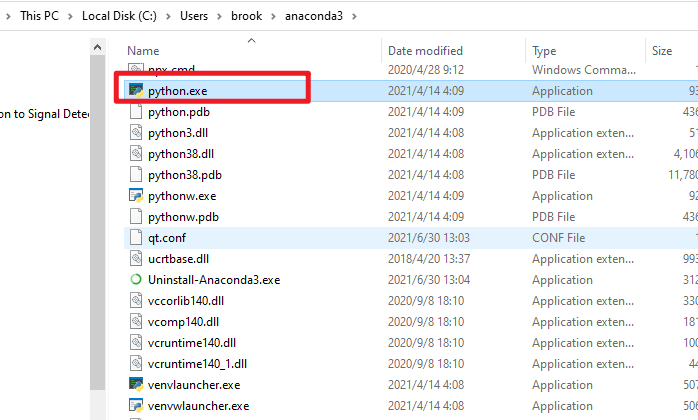 This PC > Local Disk (C:) > Users > brook > anaconda3 >
Name Date modified Type Size
npx.cmd 2020/4/28 9:12 Windows Comma...
python.exe 2021/4/14 4:09 Application 93
on to Signal Detec
python.pdb 2021/4/14 4:09 PDB File 436
python3.dll 2021/4/14 4:08 Application exten... 51
python38.dll 2021/4/14 4:08 Application exten... 4,106
python38.pdb 2021/4/14 4:08 PDB File 11,780
pythonw.exe 2021/4/14 4:09 Application 92
pythonw.pdb 2021/4/14 4:09 PDB File 436
qt.conf 2021/6/30 13:03 CONF File 1
ucrtbase.dll 2018/4/20 13:37 Application exten... 993
Uninstall-Anaconda3.exe 2021/6/30 13:04 Application 312
vccorlib140.dll 2020/9/8 18:10 Application exten... 387
vcomp140.dll 2020/9/8 18:10 Application exten... 181
vcruntime140.dll 2020/9/8 18:10 Application exten... 100
vcruntime140_1.dll 2020/9/8 18:10 Application exten... 44
venvlauncher.exe 2021/4/14 4:08 Application 507
venvwlauncher.exe 2021/4/14 4:08 Application 506